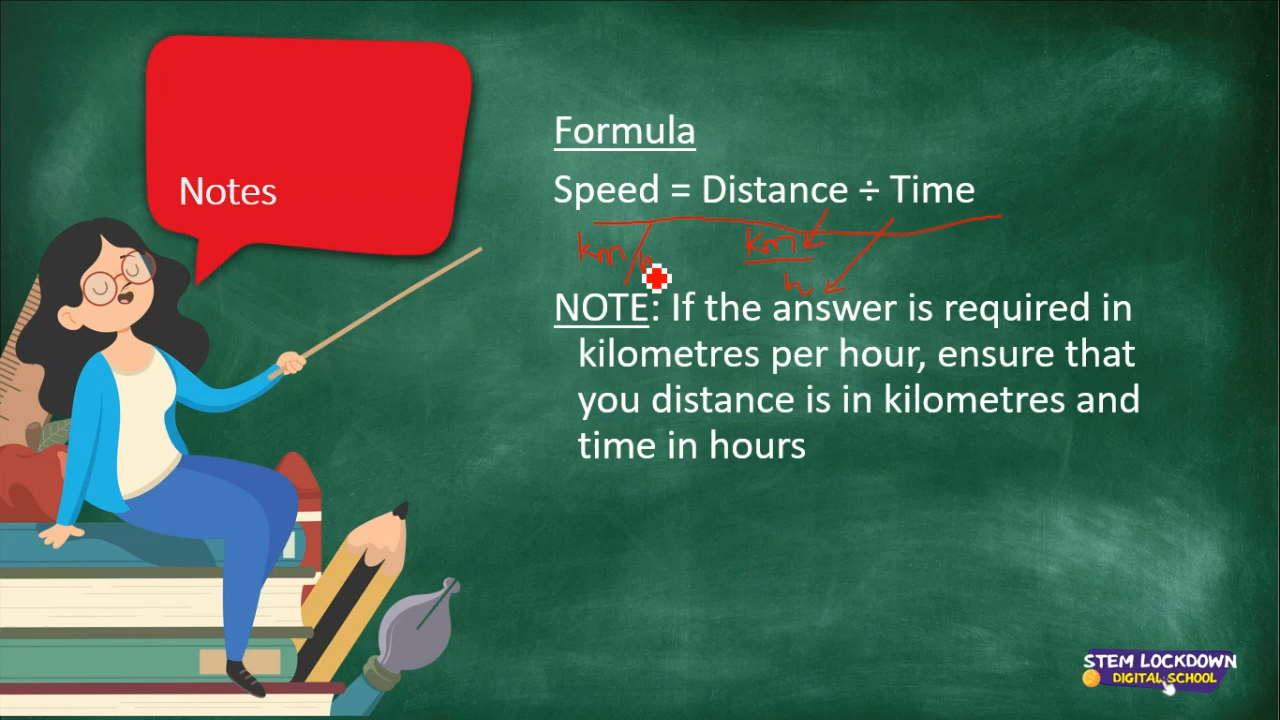 Notes
Formula
Speed = Distance ÷ Time
km/h
km
h
NOTE: If the answer is required in
kilometres per hour, ensure that
you distance is in kilometres and
time in hours
STEM LOCKDOWN
DIGITAL SCHOOL